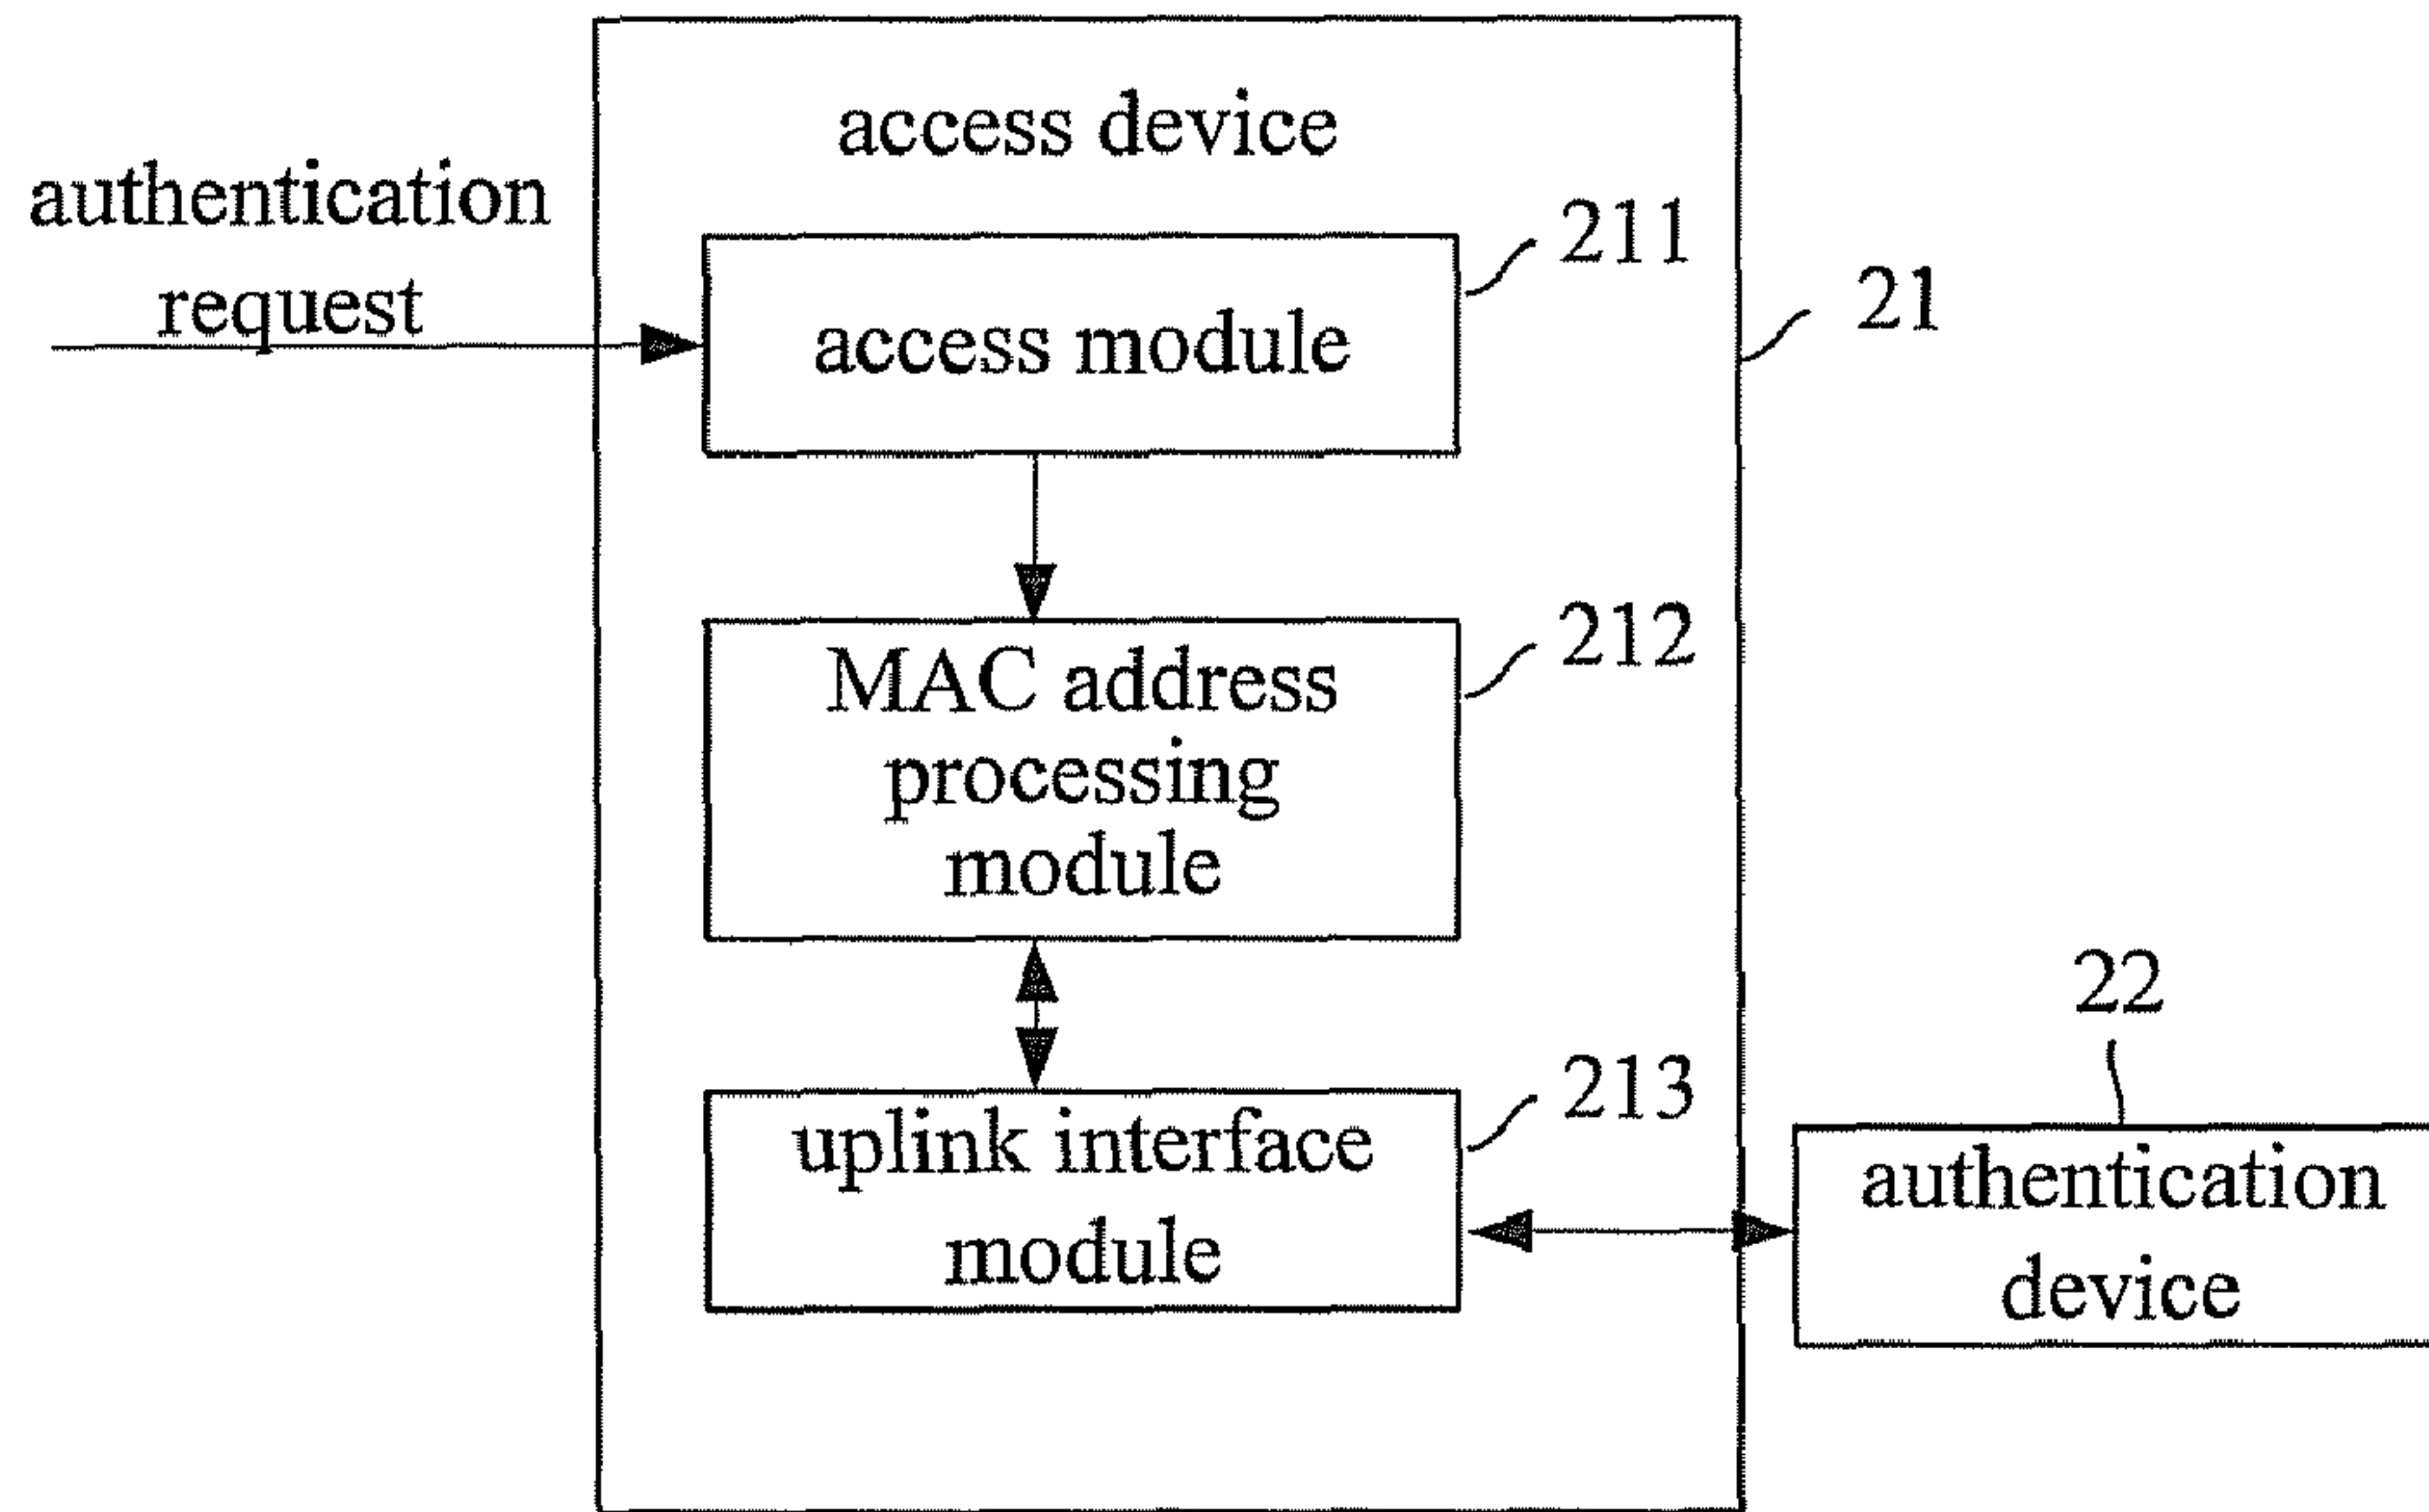 access device
authentication
request
211
access module
21
212
MAC address
processing
module
213
uplink interface
module
22
authentication
device